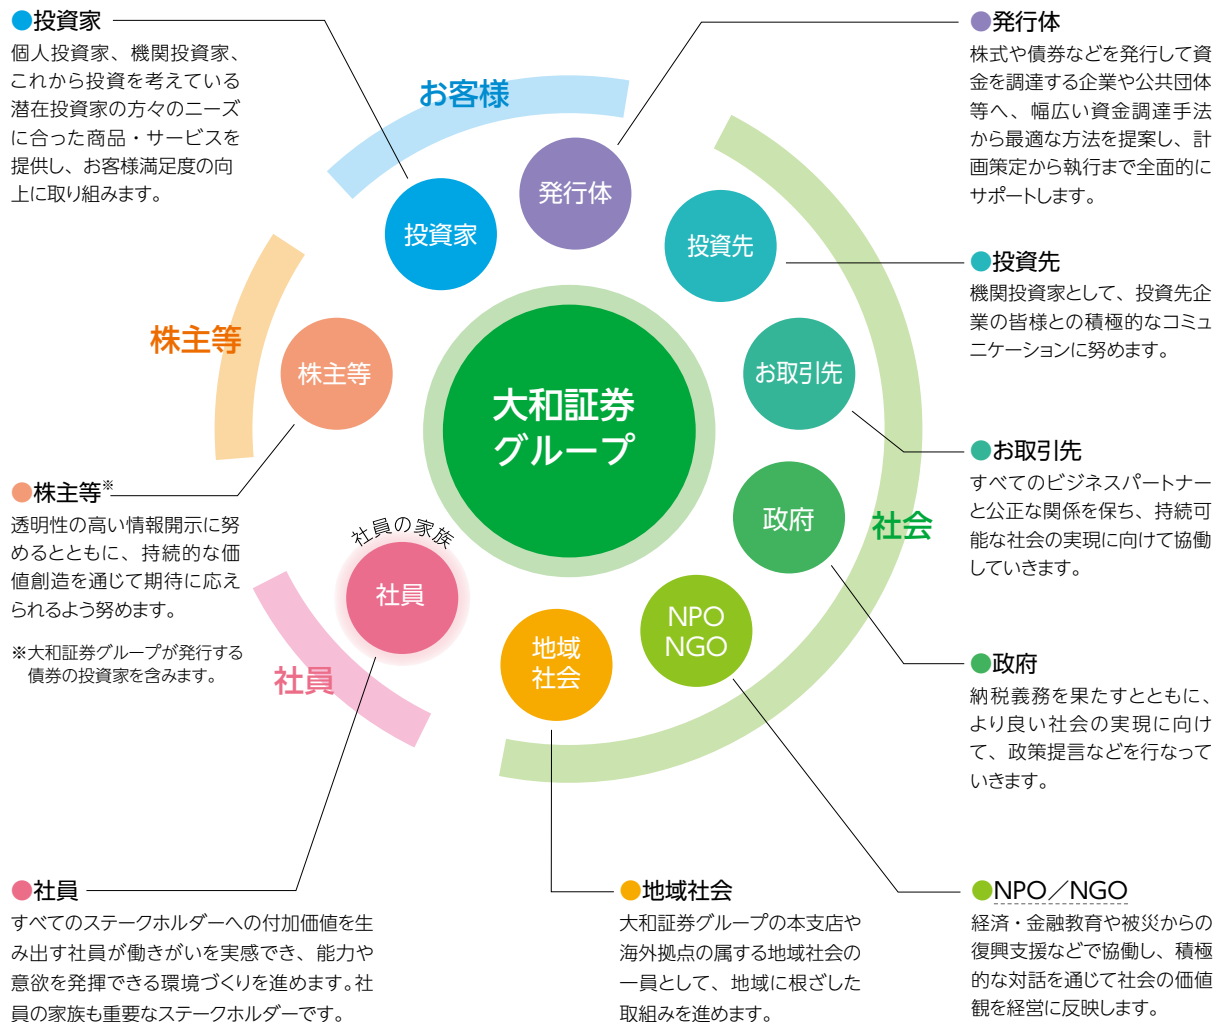 ●投資家
個人投資家、機関投資家、
これから投資を考えている
潜在投資家の方々のニーズ
に合った商品・サービスを
提供し、お客様満足度の向
上に取り組みます。
●発行体
株式や債券などを発行して資
金を調達する企業や公共団体
等へ、幅広い資金調達手法
から最適な方法を提案し、計
画策定から執行まで全面的に
サポートします。
お客様
発行体
投資家
投資先
●投資先
機関投資家として、投資先企
業の皆様との積極的なコミュ
ニケーションに努めます。
株主等
株主等
お取引先
大和証券
グループ
●お取引先
すべてのビジネスパートナー
と公正な関係を保ち、持続可
能な社会の実現に向けて協働
していきます。
●株主等※
透明性の高い情報開示に努
めるとともに、持続的な価
値創造を通じて期待に応え
られるよう努めます。
※大和証券グループが発行する
債券の投資家を含みます。
社員の家族
社員
社員
政府
社会
NPO
NGO
地域
社会
●政府
納税義務を果たすとともに、
より良い社会の実現に向け
て、政策提言などを行なって
いきます。
●社員
すべてのステークホルダーへの付加価値を生
み出す社員が働きがいを実感でき、能力や
意欲を発揮できる環境づくりを進めます。社
員の家族も重要なステークホルダーです。
●地域社会
大和証券グループの本支店や
海外拠点の属する地域社会の
一員として、地域に根ざした
取組みを進めます。
●NPO／NGO
経済・金融教育や被災からの
復興支援などで協働し、積極
的な対話を通じて社会の価値
観を経営に反映します。